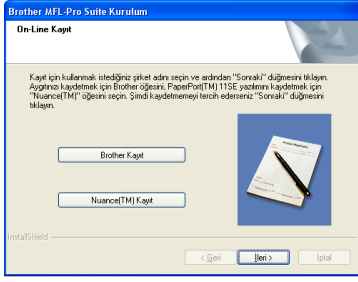 Brother MFL-Pro Suite Kurulum
On-Line Kayıt
Kayıt için kullanmak istediğiniz şirket adını seçin ve ardından "Sonraki" düğmesini tıklayın.
Aygıtınızı kaydetmek için Brother öğesini, PaperPort(TM) 11SE yazılımını kaydetmek için
"Nuance(TM)" öğesini seçin. Şimdi kaydetmemeyi tercih ederseniz "Sonraki" düğmesini
tıklayın.
Brother Kayıt
Nuance(TM) Kayıt
InstallShield
< Geri
İleri >
İptal